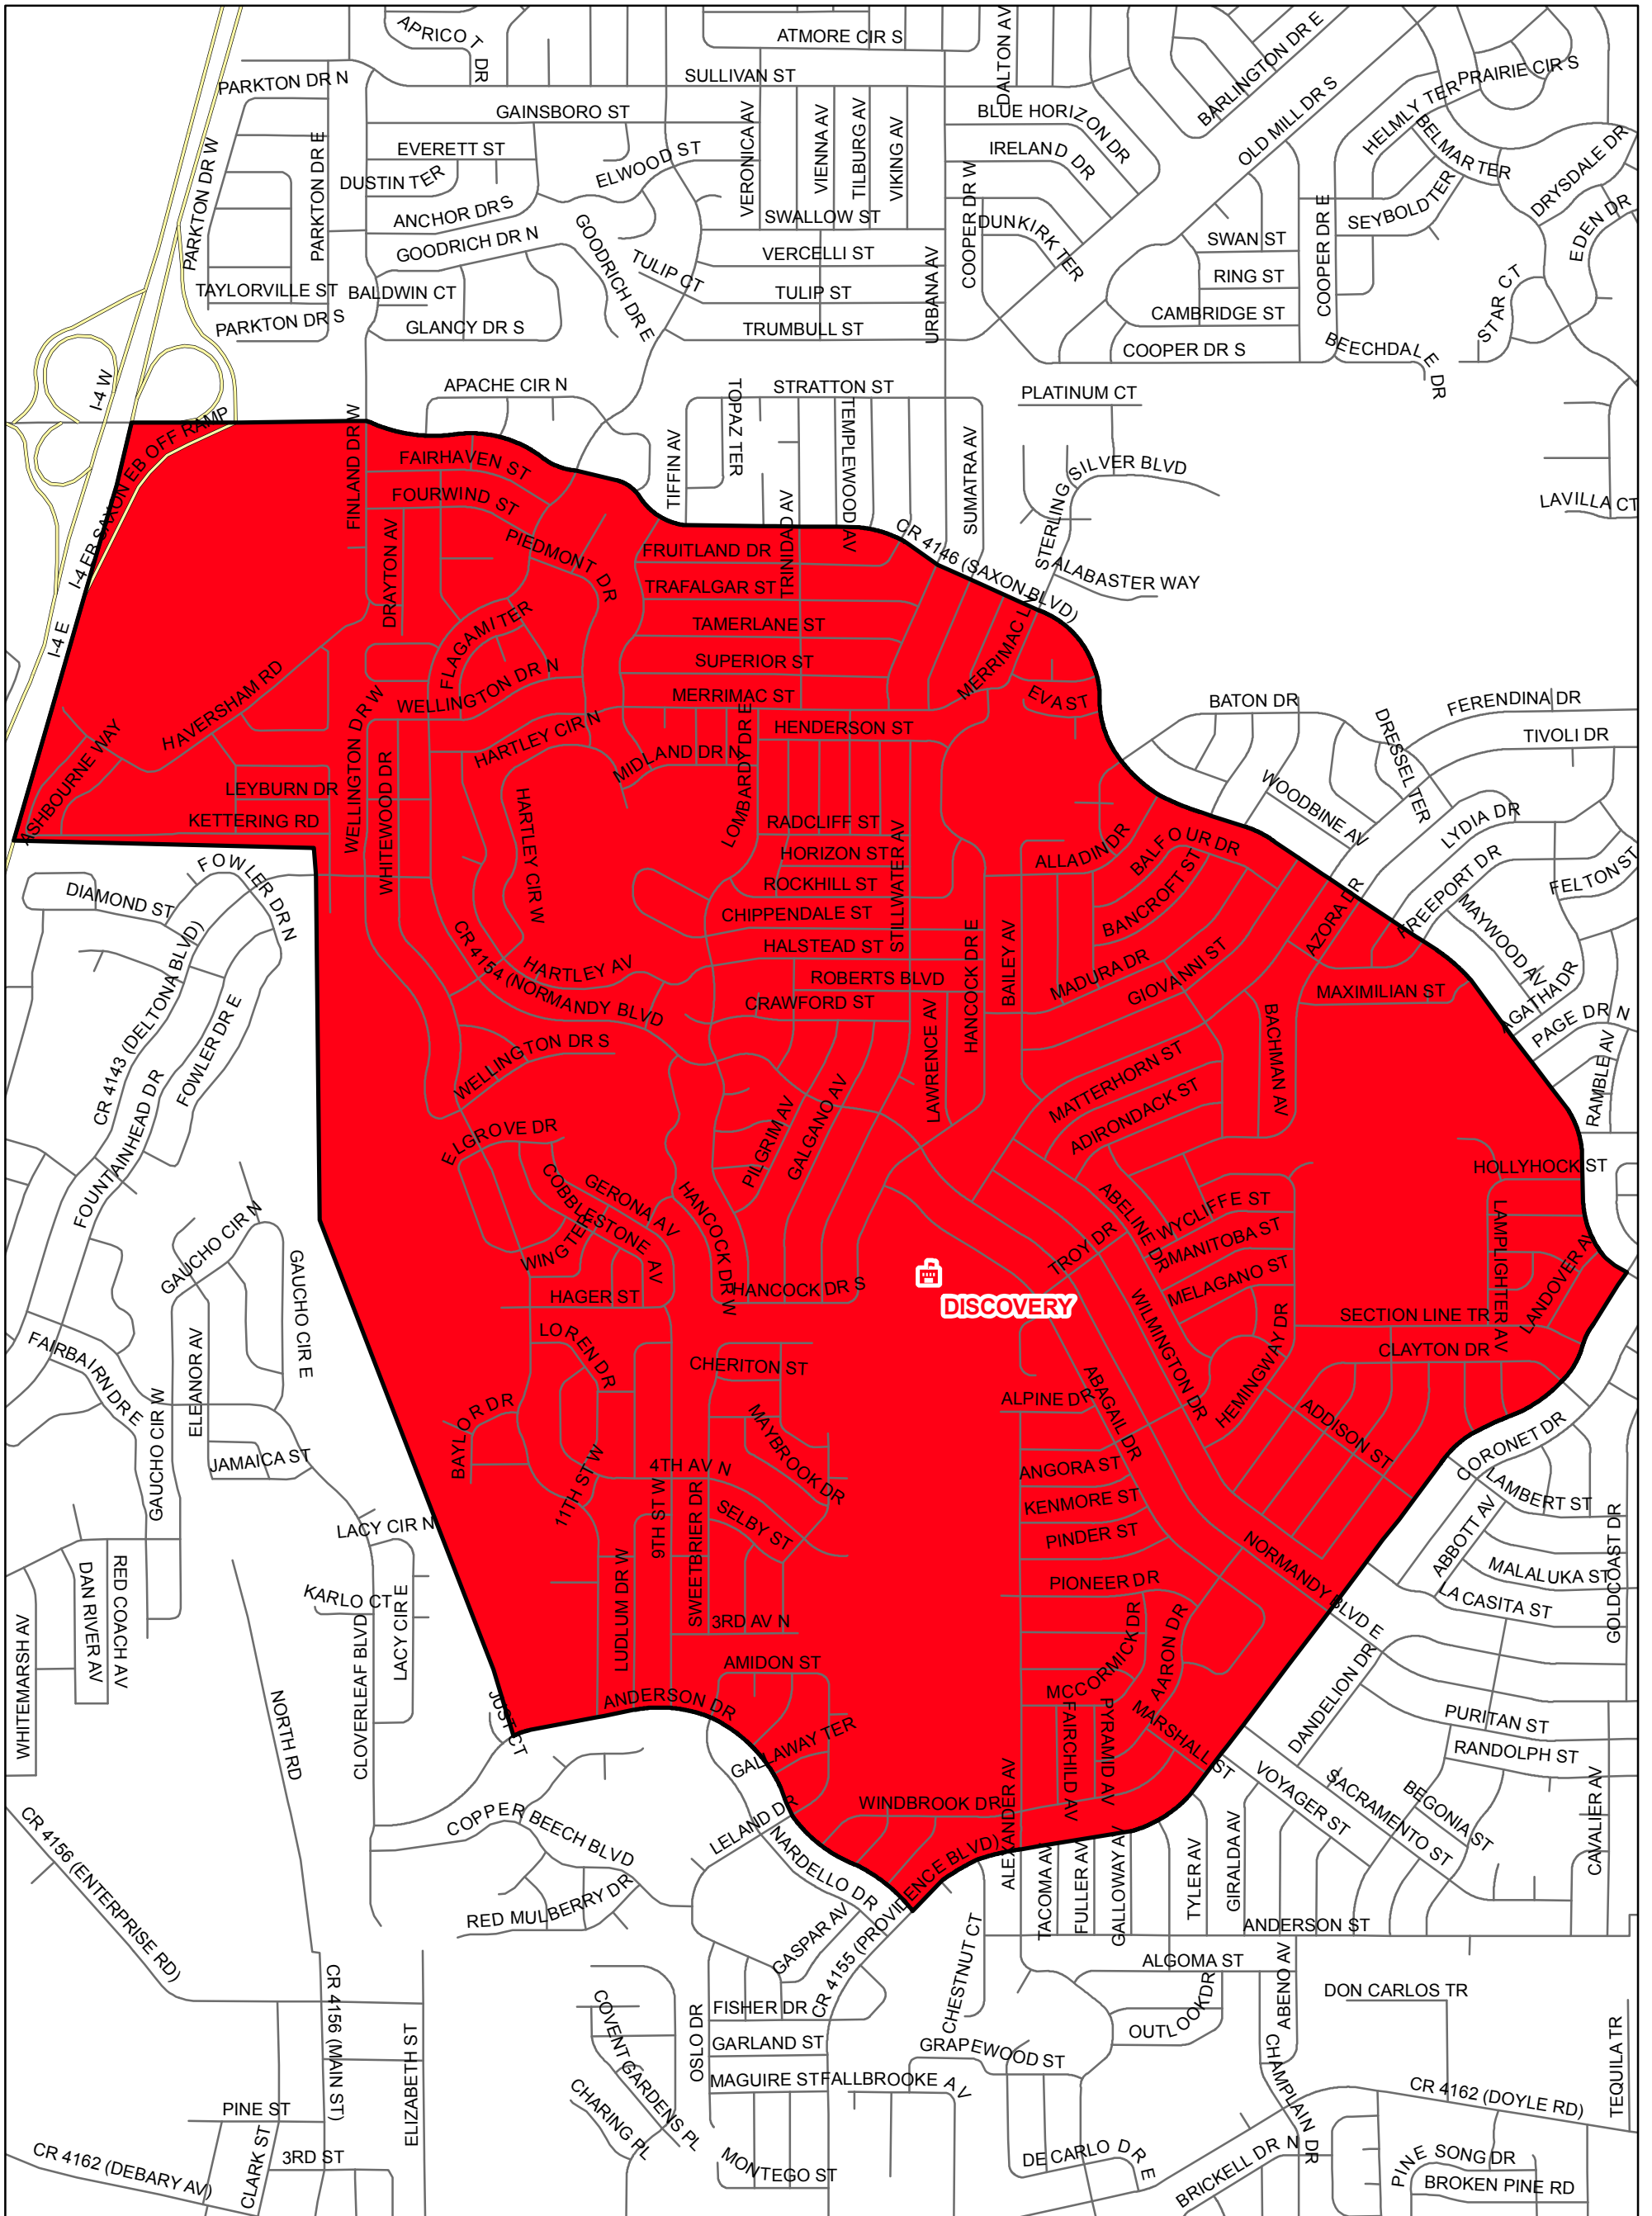 APRICOT DR
ATMORE CIR S
DALTON AV
BARLINGTON DR E
PRAIRIE CIR S
PARKTON DR N
SULLIVAN ST
HELMLY TER
OLD MILL DR S
GAINSBORO ST
VERONICA AV
VIENNA AV
TILBURG AV
VIKING AV
BLUE HORIZON DR
BELMAR TER
DRYSDALE DR
PARKTON DR W
PARKTON DR E
EVERETT ST
ELWOOD ST
IRELAND DR
DUSTIN TER
COOPER DR W
COOPER DR E
SEYBOLD TER
EDEN DR
ANCHOR DR S
SWALLOW ST
DUNKIRK TER
GOODRICH DR N
GOODRICH DR E
VERCELLI ST
SWAN ST
TULIP CT
RING ST
TAYLORVILLE ST
BALDWIN CT
TULIP ST
URBANA AV
STAR CT
PARKTON DR S
GLANCY DR S
TRUMBULL ST
CAMBRIDGE ST
COOPER DR S
BEECHDALE DR
I-4 W
APACHE CIR N
TOPAZ TER
STRATTON ST
PLATINUM CT
I-4 EB SAXON EB OFF RAMP
FINLAND DR W
TIFFIN AV
TEMPLEWOOD AV
SUMATRA AV
FAIRHAVEN ST
STERLING SILVER BLVD
FOURWIND ST
TRINIDAD AV
LAVILLA CT
DRAYTON AV
PIEDMONT DR
FRUITLAND DR
CR 4146 (SAXON BLVD)
ALABASTER WAY
TRAFALGAR ST
I-4 E
FLAGAMI TER
TAMERLANE ST
MERRIMAC LN
HAVERSHAM RD
WELLINGTON DR N
SUPERIOR ST
EVA ST
MERRIMAC ST
BATON DR
FERENDINA DR
ASHBOURNE WAY
WELLINGTON DR W
HARTLEY CIR N
LOMBARDY DR E
HENDERSON ST
DRESSEL TER
TIVOLI DR
WHITEWOOD DR
MIDLAND DR N
WOODBINE AV
LEYBURN DR
HARTLEY CIR W
KETTERING RD
RADCLIFF ST
STILLWATER AV
BALFOUR DR
LYDIA DR
FOWLER DR N
HORIZON ST
ALLADIN DR
BANCROFT ST
FREEPORT DR
FELTON ST
DIAMOND ST
ROCKHILL ST
AZORA DR
MAYWOOD AV
CHIPPENDALE ST
CR 4143 (DELTONA BLVD)
CR 4154 (NORMANDY BLVD
HARTLEY AV
HALSTEAD ST
HANCOCK DR E
BAILEY AV
MADURA DR
GIOVANNI ST
ROBERTS BLVD
MAXIMILIAN ST
AGATHA DR
CRAWFORD ST
PAGE DR N
FOWLER DR E
WELLINGTON DR S
LAWRENCE AV
BACHMAN AV
RAMBLE AV
FOUNTAINHEAD DR
MATTERHORN ST
PILGRIM AV
GALGANO AV
ADIRONDACK ST
ELGROVE DR
HOLLYHOCK ST
COBBLESTONE AV
GERONA AV
HANCOCK DR W
ABELINE DR
WYCLIFFE ST
GAUCHO CIR N
GAUCHO CIR E
WING TER
TROY DR
MANITOBA ST
LAMPLIGHTER AV
LANDOVER AV
HAGER ST
HANCOCK DR S
MELAGANO ST
DISCOVERY
WILMINGTON DR
SECTION LINE TR
FAIRBAIRN DR E
ELEANOR AV
LOREN DR
HEMINGWAY DR
CLAYTON DR
GAUCHO CIR W
CHERITON ST
ABAGAIL DR
ALPINE DR
ADDISON ST
BAYLOR DR
MAYBROOK DR
CORONET DR
JAMAICA ST
4TH AV N
ANGORA ST
LAMBERT ST
11TH ST W
9TH ST W
KENMORE ST
LACY CIR N
SWEETBRIER DR
SELBY ST
PINDER ST
NORMANDY BLVD E
ABBOTT AV
GOLDCOAST DR
DAN RIVER AV
RED COACH AV
MALALUKA ST
KARLO CT
LACY CIR E
LUDLUM DR W
PIONEER DR
LA CASITA ST
WHITEMARSH AV
CLOVERLEAF BLVD
3RD AV N
MCCORMICK DR
AARON DR
AMIDON ST
DANDELION DR
NORTH RD
JUST CT
ANDERSON DR
FAIRCHILD AV
PYRAMID AV
MARSHALL ST
PURITAN ST
GALLAWAY TER
RANDOLPH ST
VOYAGER ST
SACRAMENTO ST
BEGONIA ST
CR 4156 (ENTERPRISE RD)
COPPER BEECH BLVD
LELAND DR
WINDBROOK DR
ALEXANDER AV
CAVALIER AV
NARDELLO DR
TACOMA AV
FULLER AV
GALLOWAY AV
TYLER AV
GIRALDA AV
RED MULBERRY DR
GASPAR AV
CR 4155 (PROVIDENCE BLVD)
ANDERSON ST
CHESTNUT CT
ALGOMA ST
ABENO AV
DON CARLOS TR
CR 4156 (MAIN ST)
COVENT GARDENS PL
OSLO DR
FISHER DR
OUTLOOK DR
ELIZABETH ST
GARLAND ST
GRAPEWOOD ST
CHAMPLAIN DR
TEQUILA TR
CHARING PL
MAGUIRE ST
FALLBROOKE AV
CR 4162 (DOYLE RD)
PINE ST
CLARK ST
3RD ST
CR 4162 (DEBARY AV)
MONTEGO ST
DE CARLO DR E
BRICKELL DR N
PINE SONG DR
BROKEN PINE RD